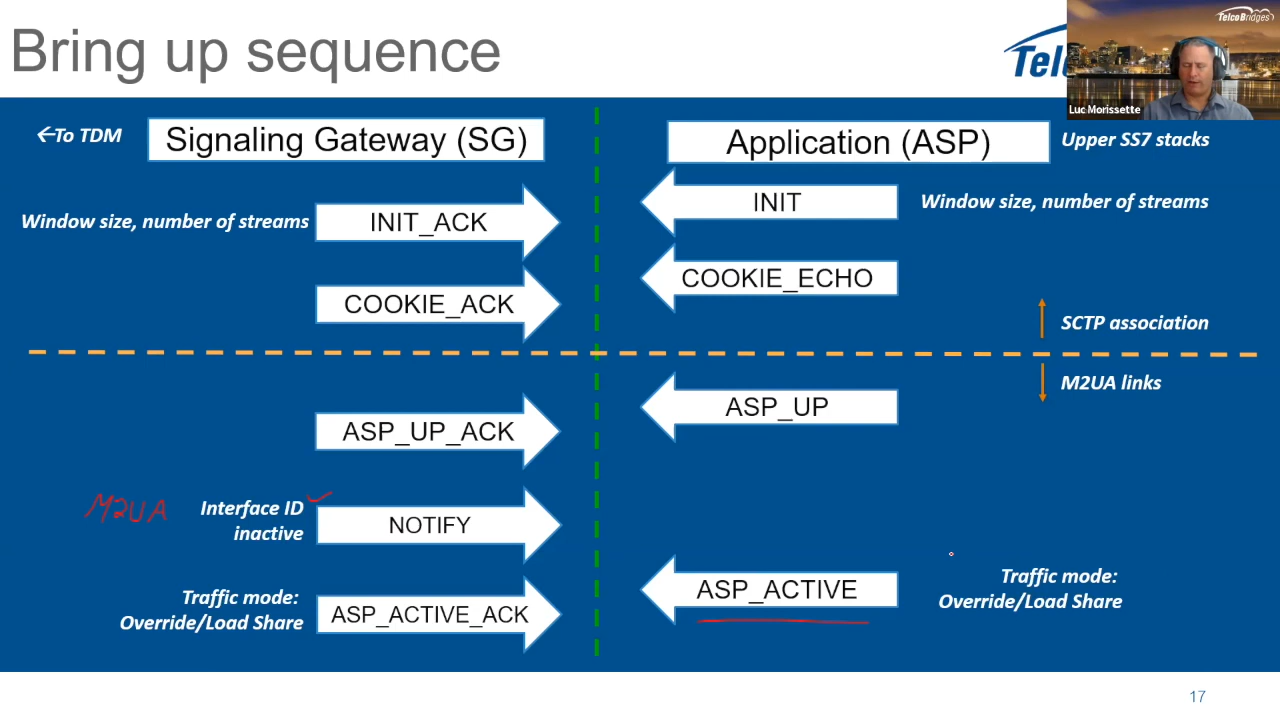 Bring up sequence
Tel
TelcoBridges
Luc Morissette
←To TDM
Signaling Gateway (SG)
Application (ASP)
Upper SS7 stacks
INIT
Window size, number of streams
Window size, number of streams
INIT_ACK
COOKIE_ECHO
COOKIE_ACK
SCTP association
M2UA links
ASP_UP
ASP_UP_ACK
M2UA
Interface ID
inactive
NOTIFY
Traffic mode:
Override/Load Share
ASP_ACTIVE
Traffic mode:
Override/Load Share
ASP_ACTIVE_ACK
17